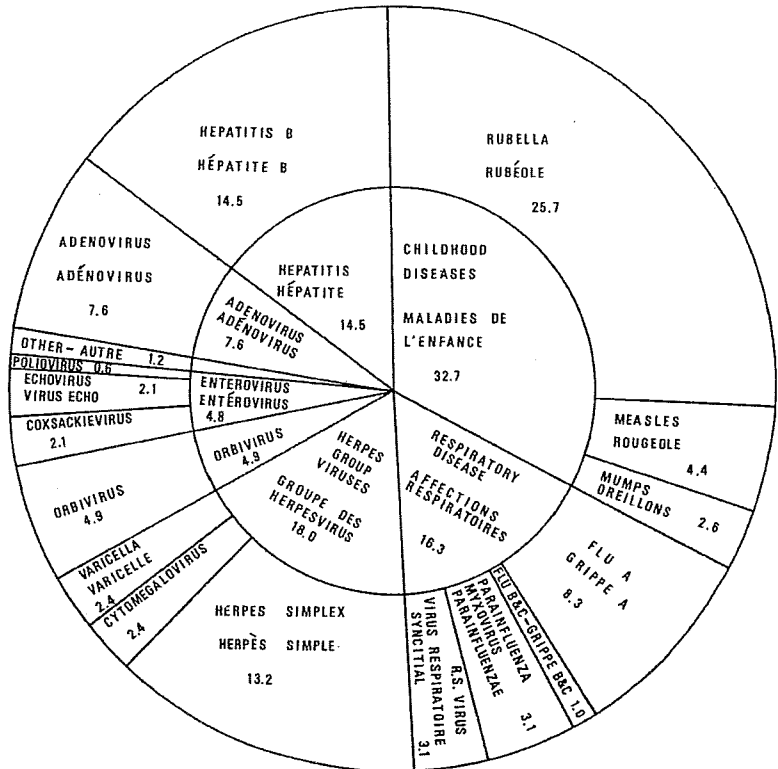 HEPATITIS B
HÉPATITE B
14.5
RUBELLA
RUBÉOLE
25.7
ADENOVIRUS
ADÉNOVIRUS
7.6
HEPATITIS
HÉPATITE
14.5
CHILDHOOD
DISEASES
MALADIES DE
L'ENFANCE
32.7
ADENOVIRUS
ADÉNOVIRUS
7.6
OTHER - AUTRE 1.2
POLIOVIRUS 0.6
ECHOVIRUS
VIRUS ECHO 2.1
COXSACKIEVIRUS
2.1
ENTEROVIRUS
ENTÉROVIRUS
4.8
ORBIVIRUS
4.9
ORBIVIRUS
4.9
HERPES
GROUP
VIRUSES
GROUPE DES
HERPESVIRUS
18.0
RESPIRATORY
DISEASE
AFFECTIONS
RESPIRATOIRES
16.3
MEASLES
ROUGEOLE
4.4
MUMPS
OREILLONS 2.6
FLU A
GRIPPE A
8.3
FLU B&C-GRIPPE B&C 1.0
PARAINFLUENZA
MYXOVIRUS
PARAINFLUENZAE
3.1
R.S. VIRUS
VIRUS RESPIRATOIRE
SYNCITIAL
3.1
HERPES SIMPLEX
HERPÈS SIMPLE
13.2
CYTOMEGALOVIRUS
2.4
VARICELLA
VARICELLE
2.4